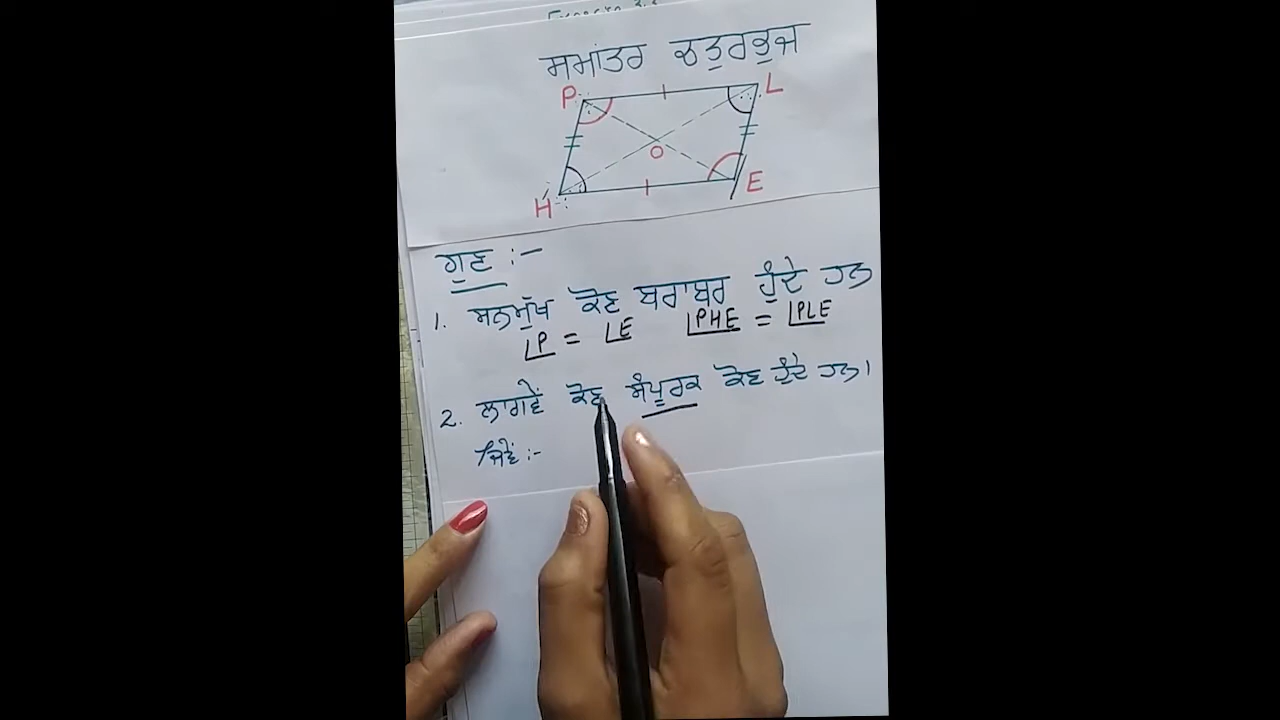 ਸਮਾਂਤਰ ਚਤੁਰਭੁਜ
P L
O
H E
ਗੁਣ :-
1. ਸਨਮੁੱਖ ਕੋਣ ਬਰਾਬਰ ਹੁੰਦੇ ਹਨ
∠P = ∠E ∠PHE = ∠PLE
2. ਲਾਗਵੇਂ ਕੋਣ ਸੰਪੂਰਕ ਕੋਣ ਹੁੰਦੇ ਹਨ।
ਜਿਵੇਂ :-